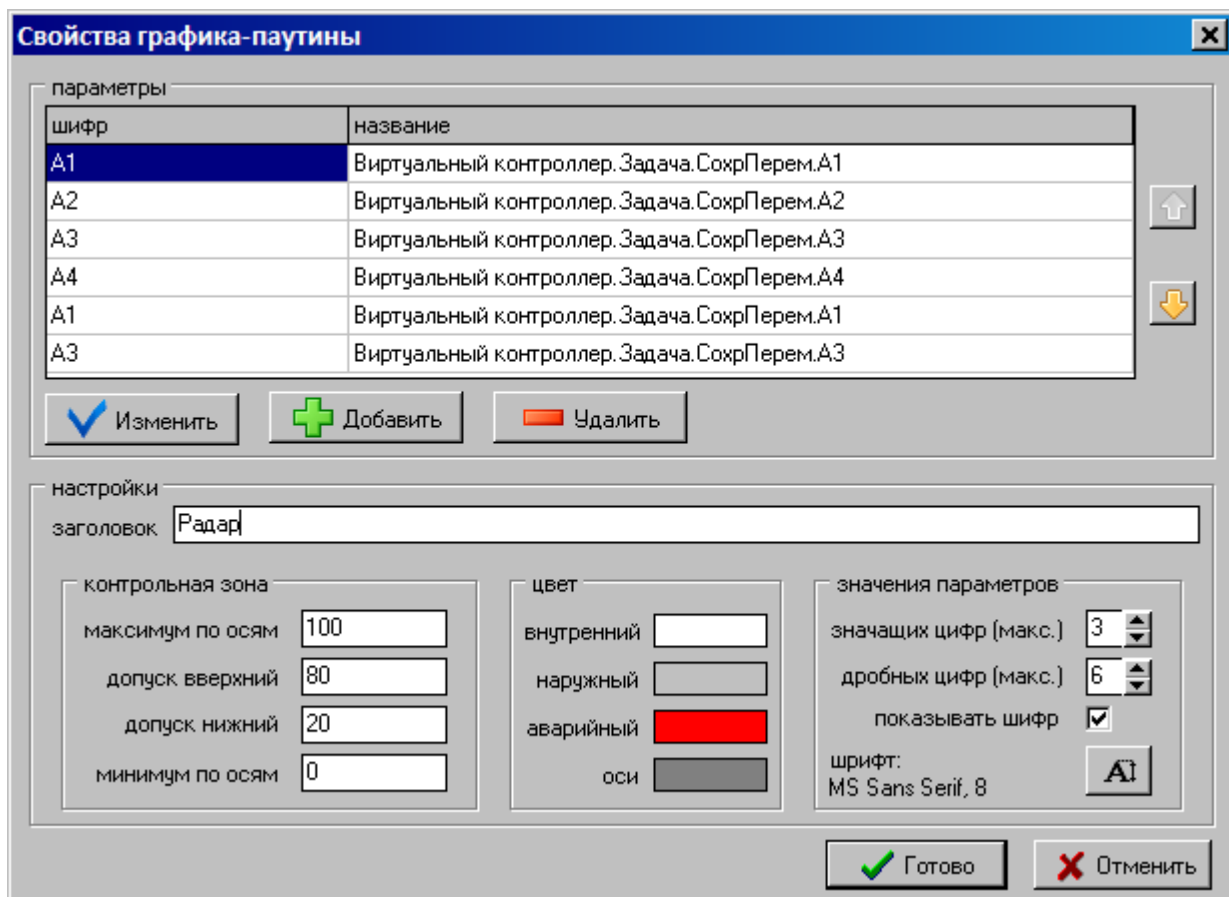 Свойства графика-паутины
параметры
шифр название
A1 Виртуальный контроллер.Задача.СохрПерем.A1
A2 Виртуальный контроллер.Задача.СохрПерем.A2
A3 Виртуальный контроллер.Задача.СохрПерем.A3
A4 Виртуальный контроллер.Задача.СохрПерем.A4
A1 Виртуальный контроллер.Задача.СохрПерем.A1
A3 Виртуальный контроллер.Задача.СохрПерем.A3
Изменить Добавить Удалить
настройки
заголовок Радар
контрольная зона
максимум по осям 100
допуск вверхний 80
допуск нижний 20
минимум по осям 0
цвет
внутренний
наружный
аварийный
оси
значения параметров
значащих цифр (макс.) 3
дробных цифр (макс.) 6
показывать шифр
шрифт:
MS Sans Serif, 8
Готово Отменить